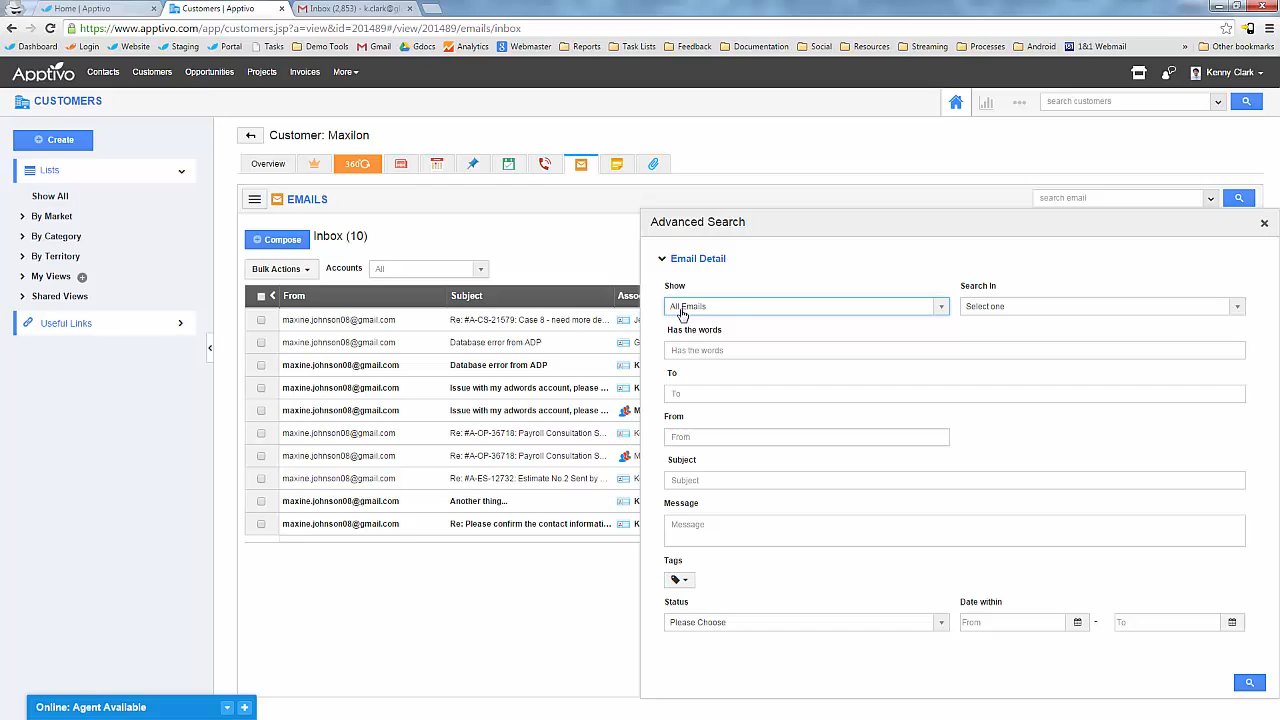 Home | Apptivo
Customers | Apptivo
Inbox (2,853) - k.clark@gl
https://www.apptivo.com/app/customers.jsp?a=view&id=201489#/view/201489/emails/inbox
Dashboard Login Website Staging Portal Tasks Demo Tools Gmail Gdocs Analytics Webmaster Reports Task Lists Feedback Documentation Social Resources Streaming Processes Android 1&1 Webmail » Other bookmarks
Apptivo Contacts Customers Opportunities Projects Invoices More Kenny Clark
CUSTOMERS
search customers
Create
Customer: Maxilon
Lists
Overview 360
Show All
By Market
By Category
By Territory
My Views
Shared Views
Useful Links
EMAILS
search email
Compose Inbox (10)
Bulk Actions Accounts All
From Subject Asso
maxine.johnson08@gmail.com Re: #A-CS-21579: Case 8 - need more de...
maxine.johnson08@gmail.com Database error from ADP G
maxine.johnson08@gmail.com Database error from ADP K
maxine.johnson08@gmail.com Issue with my adwords account, please ... K
maxine.johnson08@gmail.com Issue with my adwords account, please ... M
maxine.johnson08@gmail.com Re: #A-OP-36718: Payroll Consultation S...
maxine.johnson08@gmail.com Re: #A-OP-36718: Payroll Consultation S... M
maxine.johnson08@gmail.com Re: #A-ES-12732: Estimate No.2 Sent by ...
maxine.johnson08@gmail.com Another thing... K
maxine.johnson08@gmail.com Re: Please confirm the contact informati... K
Advanced Search
Email Detail
Show Search In
All Emails Select one
Has the words
Has the words
To
To
From
From
Subject
Subject
Message
Message
Tags
Status Date within
Please Choose From - To
Online: Agent Available